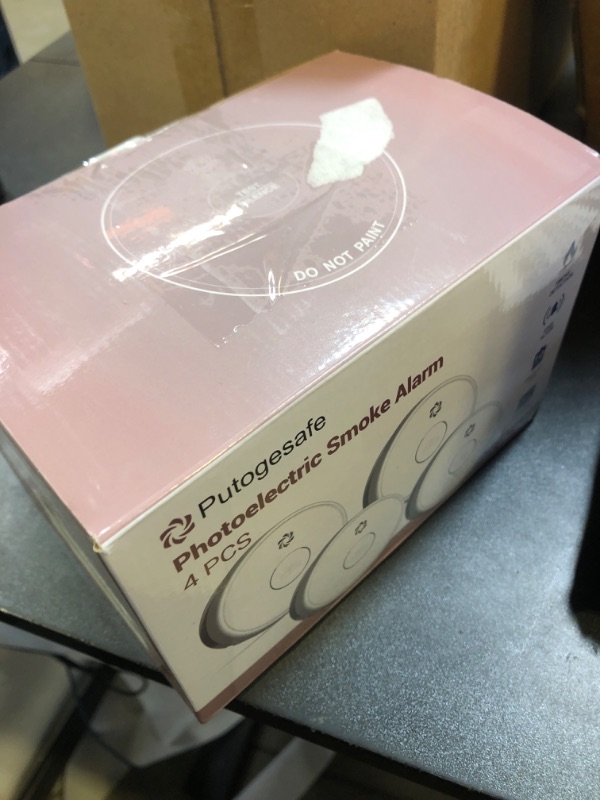 DO NOT PAINT
Putogesafe
Photoelectric Smoke Alarm
4 PCS